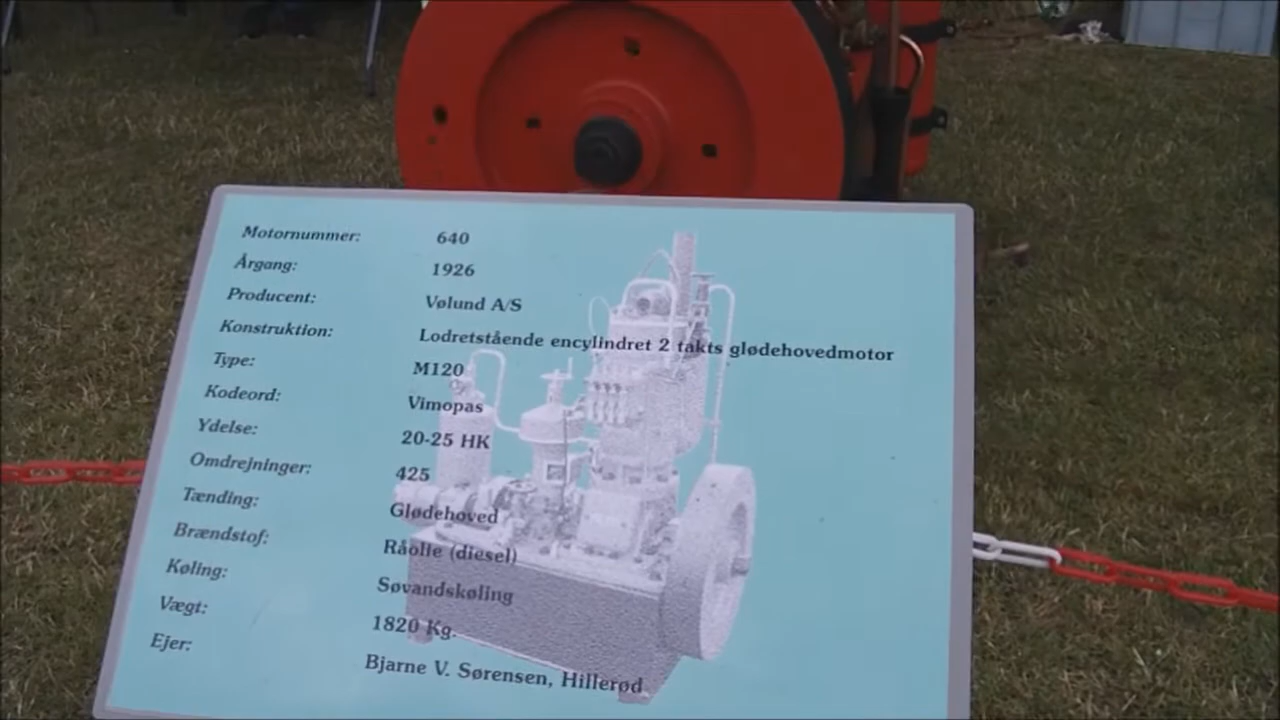 Motornummer: 640
Årgang: 1926
Producent: Vølund A/S
Konstruktion: Lodretstående encylindret 2 takts glødehovedmotor
Type: M120
Kodeord: Vimopas
Ydelse: 20-25 HK
Omdrejninger: 425
Tænding: Glødehoved
Brændstof: Råolie (diesel)
Køling: Søvandskøling
Vægt: 1820 Kg.
Ejer: Bjarne V. Sørensen, Hillerød